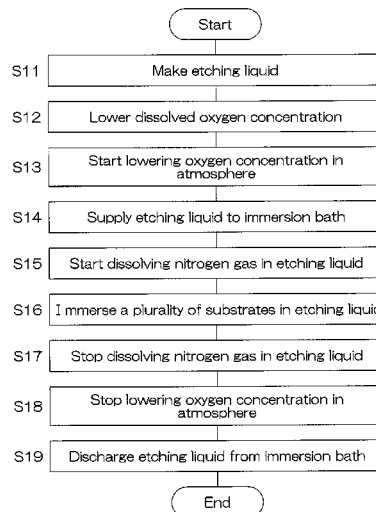 Start
S11 Make etching liquid
S12 Lower dissolved oxygen concentration
S13 Start lowering oxygen concentration in
atmosphere
S14 Supply etching liquid to immersion bath
S15 Start dissolving nitrogen gas in etching liquid
S16 I mmerse a plurality of substrates in etching liquid
S17 Stop dissolving nitrogen gas in etching liquid
S18 Stop lowering oxygen concentration in
atmosphere
S19 Discharge etching liquid from immersion bath
End